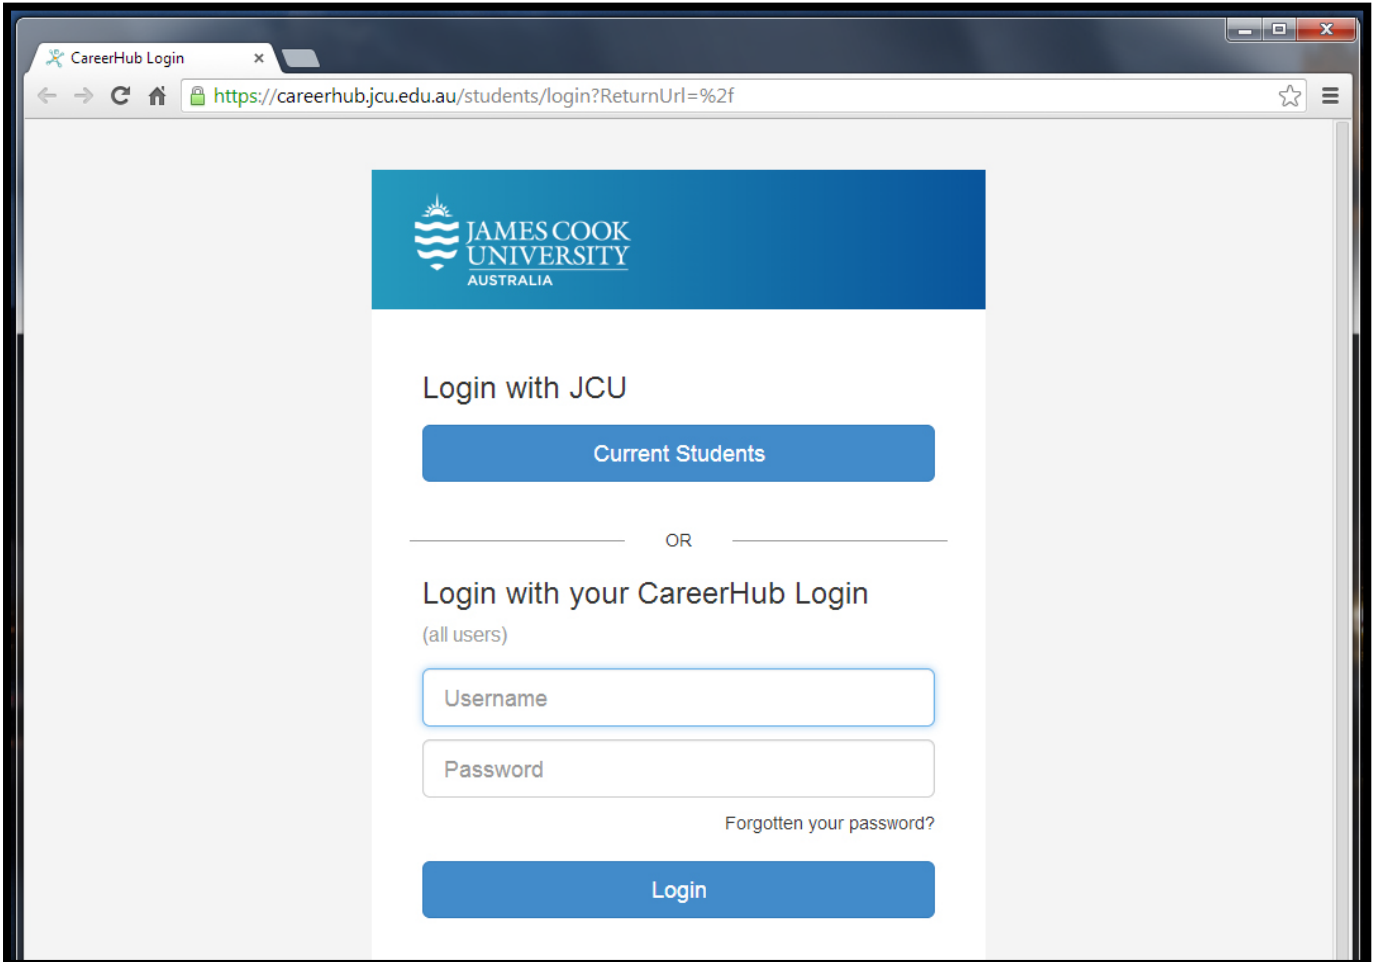 CareerHub Login
https://careerhub.jcu.edu.au/students/login?ReturnUrl=%2f
JAMES COOK
UNIVERSITY
AUSTRALIA
Login with JCU
Current Students
OR
Login with your CareerHub Login
(all users)
Username
Password
Forgotten your password?
Login